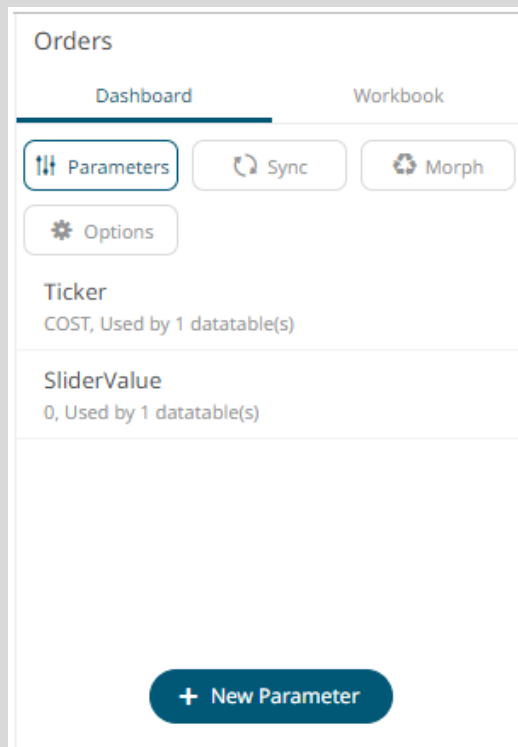 Orders
Dashboard Workbook
Parameters Sync Morph
Options
Ticker
COST, Used by 1 datatable(s)
SliderValue
0, Used by 1 datatable(s)
+ New Parameter